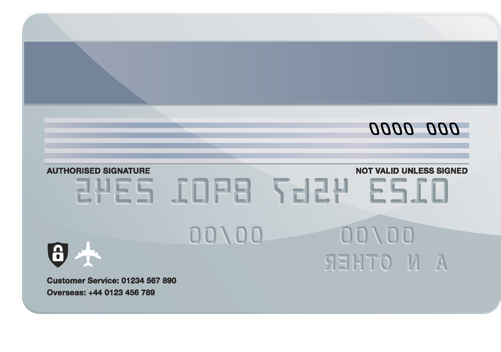 0000 000
AUTHORISED SIGNATURE NOT VALID UNLESS SIGNED
0123 4567 8901 2345
00/00 00/00
A N OTHER
Customer Service: 01234 567 890
Overseas: +44 0123 456 789